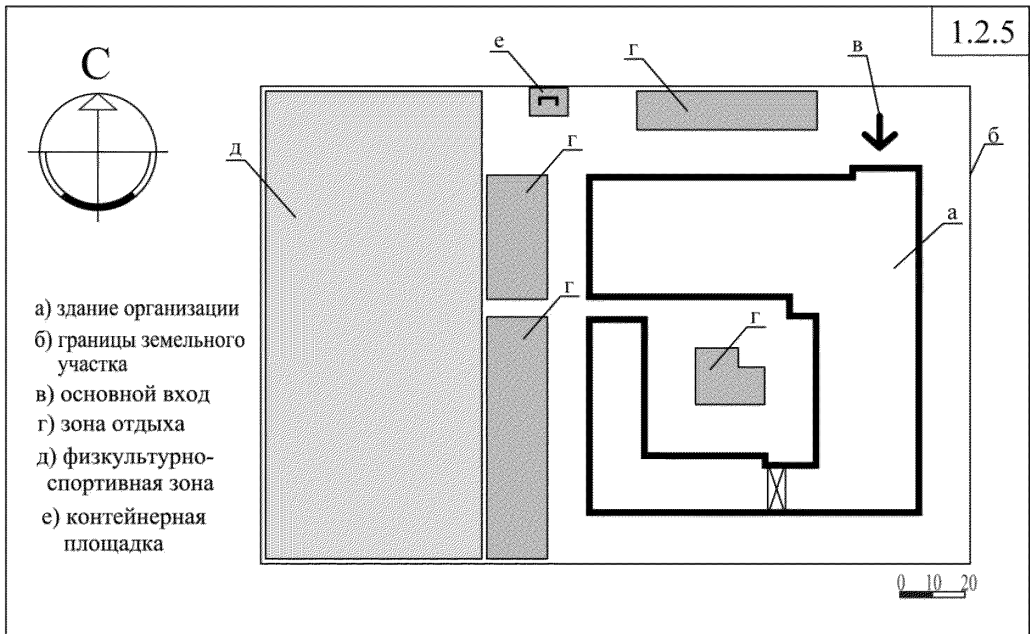 1.2.5
С
е
г
в
д
г
б
а
г
г
а) здание организации
б) границы земельного
участка
в) основной вход
г) зона отдыха
д) физкультурно-
спортивная зона
е) контейнерная
площадка
0 10 20